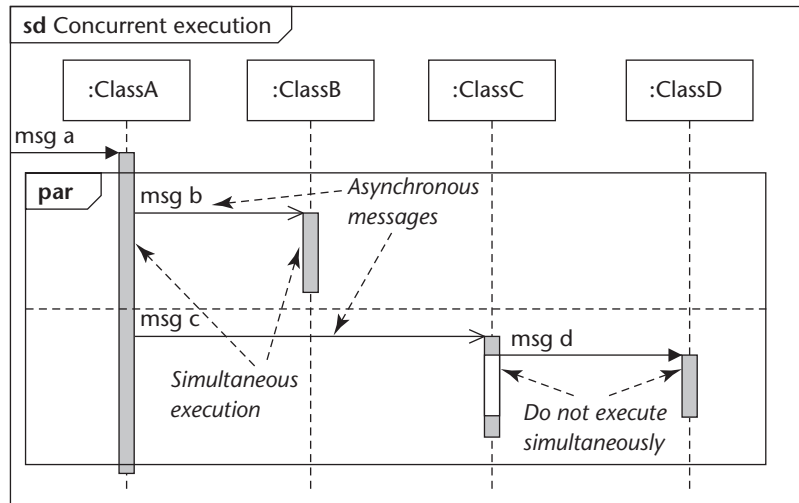 sd Concurrent execution
:ClassA
:ClassB
:ClassC
:ClassD
msg a
par
msg b
Asynchronous
messages
msg c
msg d
Simultaneous
execution
Do not execute
simultaneously